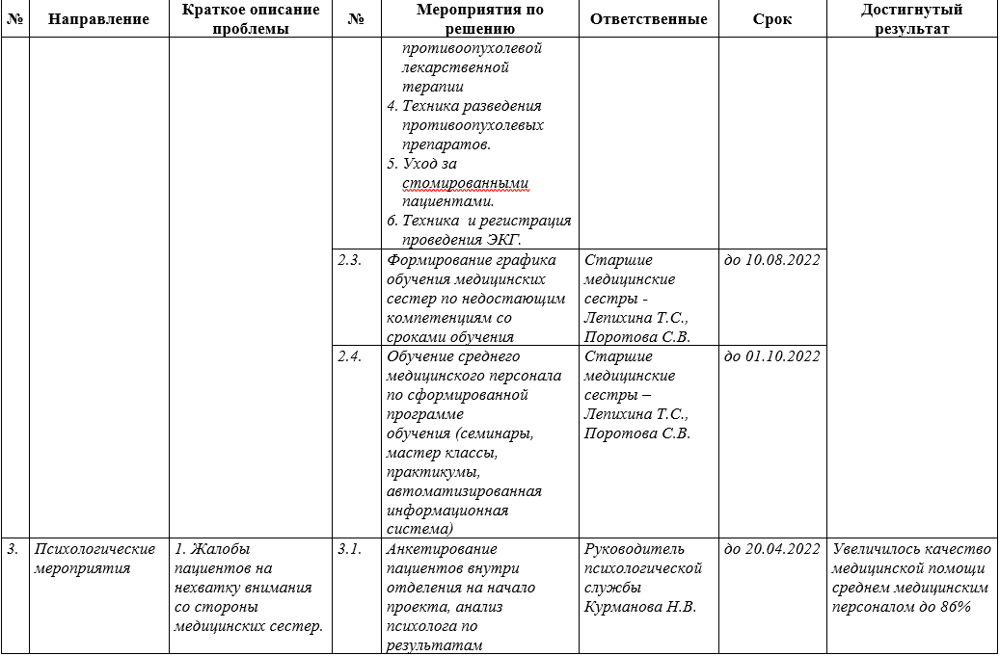 № Направление Краткое описание проблемы № Мероприятия по решению Ответственные Срок Достигнутый результат
противоопухолевой
лекарственной
терапии
4. Техника разведения
противоопухолевых
препаратов.
5. Уход за
стомированными
пациентами.
6. Техника и регистрация
проведения ЭКГ.
2.3.
Формирование графика
обучения медицинских
сестер по недостающим
компетенциям со
сроками обучения
Старшие
медицинские
сестры -
Лепихина Т.С.,
Поротова С.В.
до 10.08.2022
2.4.
Обучение среднего
медицинского персонала
по сформированной
программе
обучения (семинары,
мастер классы,
практикумы,
автоматизированная
информационная
система)
Старшие
медицинские
сестры –
Лепихина Т.С.,
Поротова С.В.
до 01.10.2022
3.
Психологические
мероприятия
1. Жалобы
пациентов на
нехватку внимания
со стороны
медицинских сестер.
3.1.
Анкетирование
пациентов внутри
отделения на начало
проекта, анализ
психолога по
результатам
Руководитель
психологической
службы
Курманова Н.В.
до 20.04.2022
Увеличилось качество
медицинской помощи
среднем медицинским
персоналом до 86%